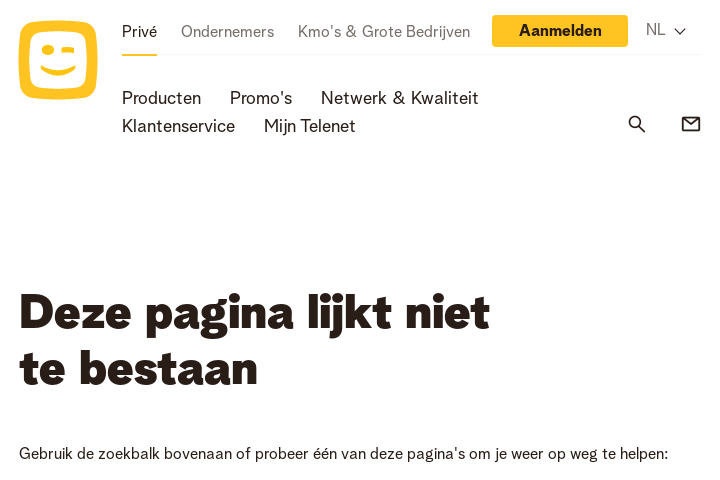 Privé Ondernemers Kmo's & Grote Bedrijven Aanmelden NL
Producten Promo's Netwerk & Kwaliteit
Klantenservice Mijn Telenet
Deze pagina lijkt niet
te bestaan
Gebruik de zoekbalk bovenaan of probeer één van deze pagina's om je weer op weg te helpen: